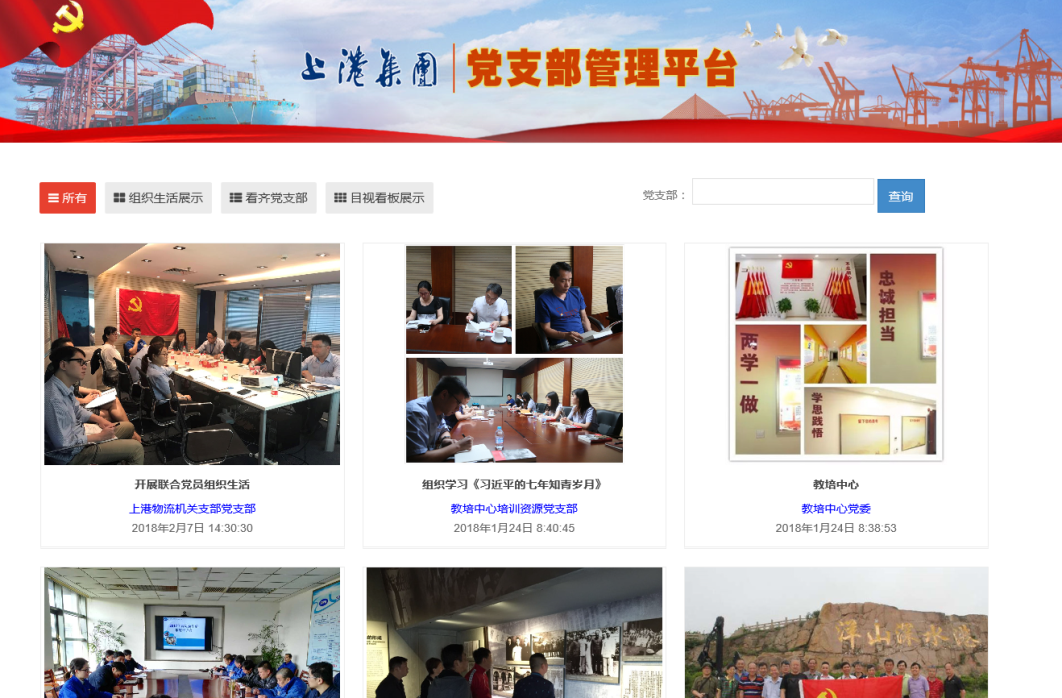 上港集团
党支部管理平台
所有
组织生活展示
看齐党支部
目视看板展示
党支部：
查询
忠诚担当
两学一做
学思践悟
开展联合党员组织生活
上港物流机关支部党支部
2018年2月7日 14:30:30
组织学习《习近平的七年知青岁月》
教培中心培训资源党支部
2018年1月24日 8:40:45
教培中心
教培中心党委
2018年1月24日 8:38:53
洋山深水港